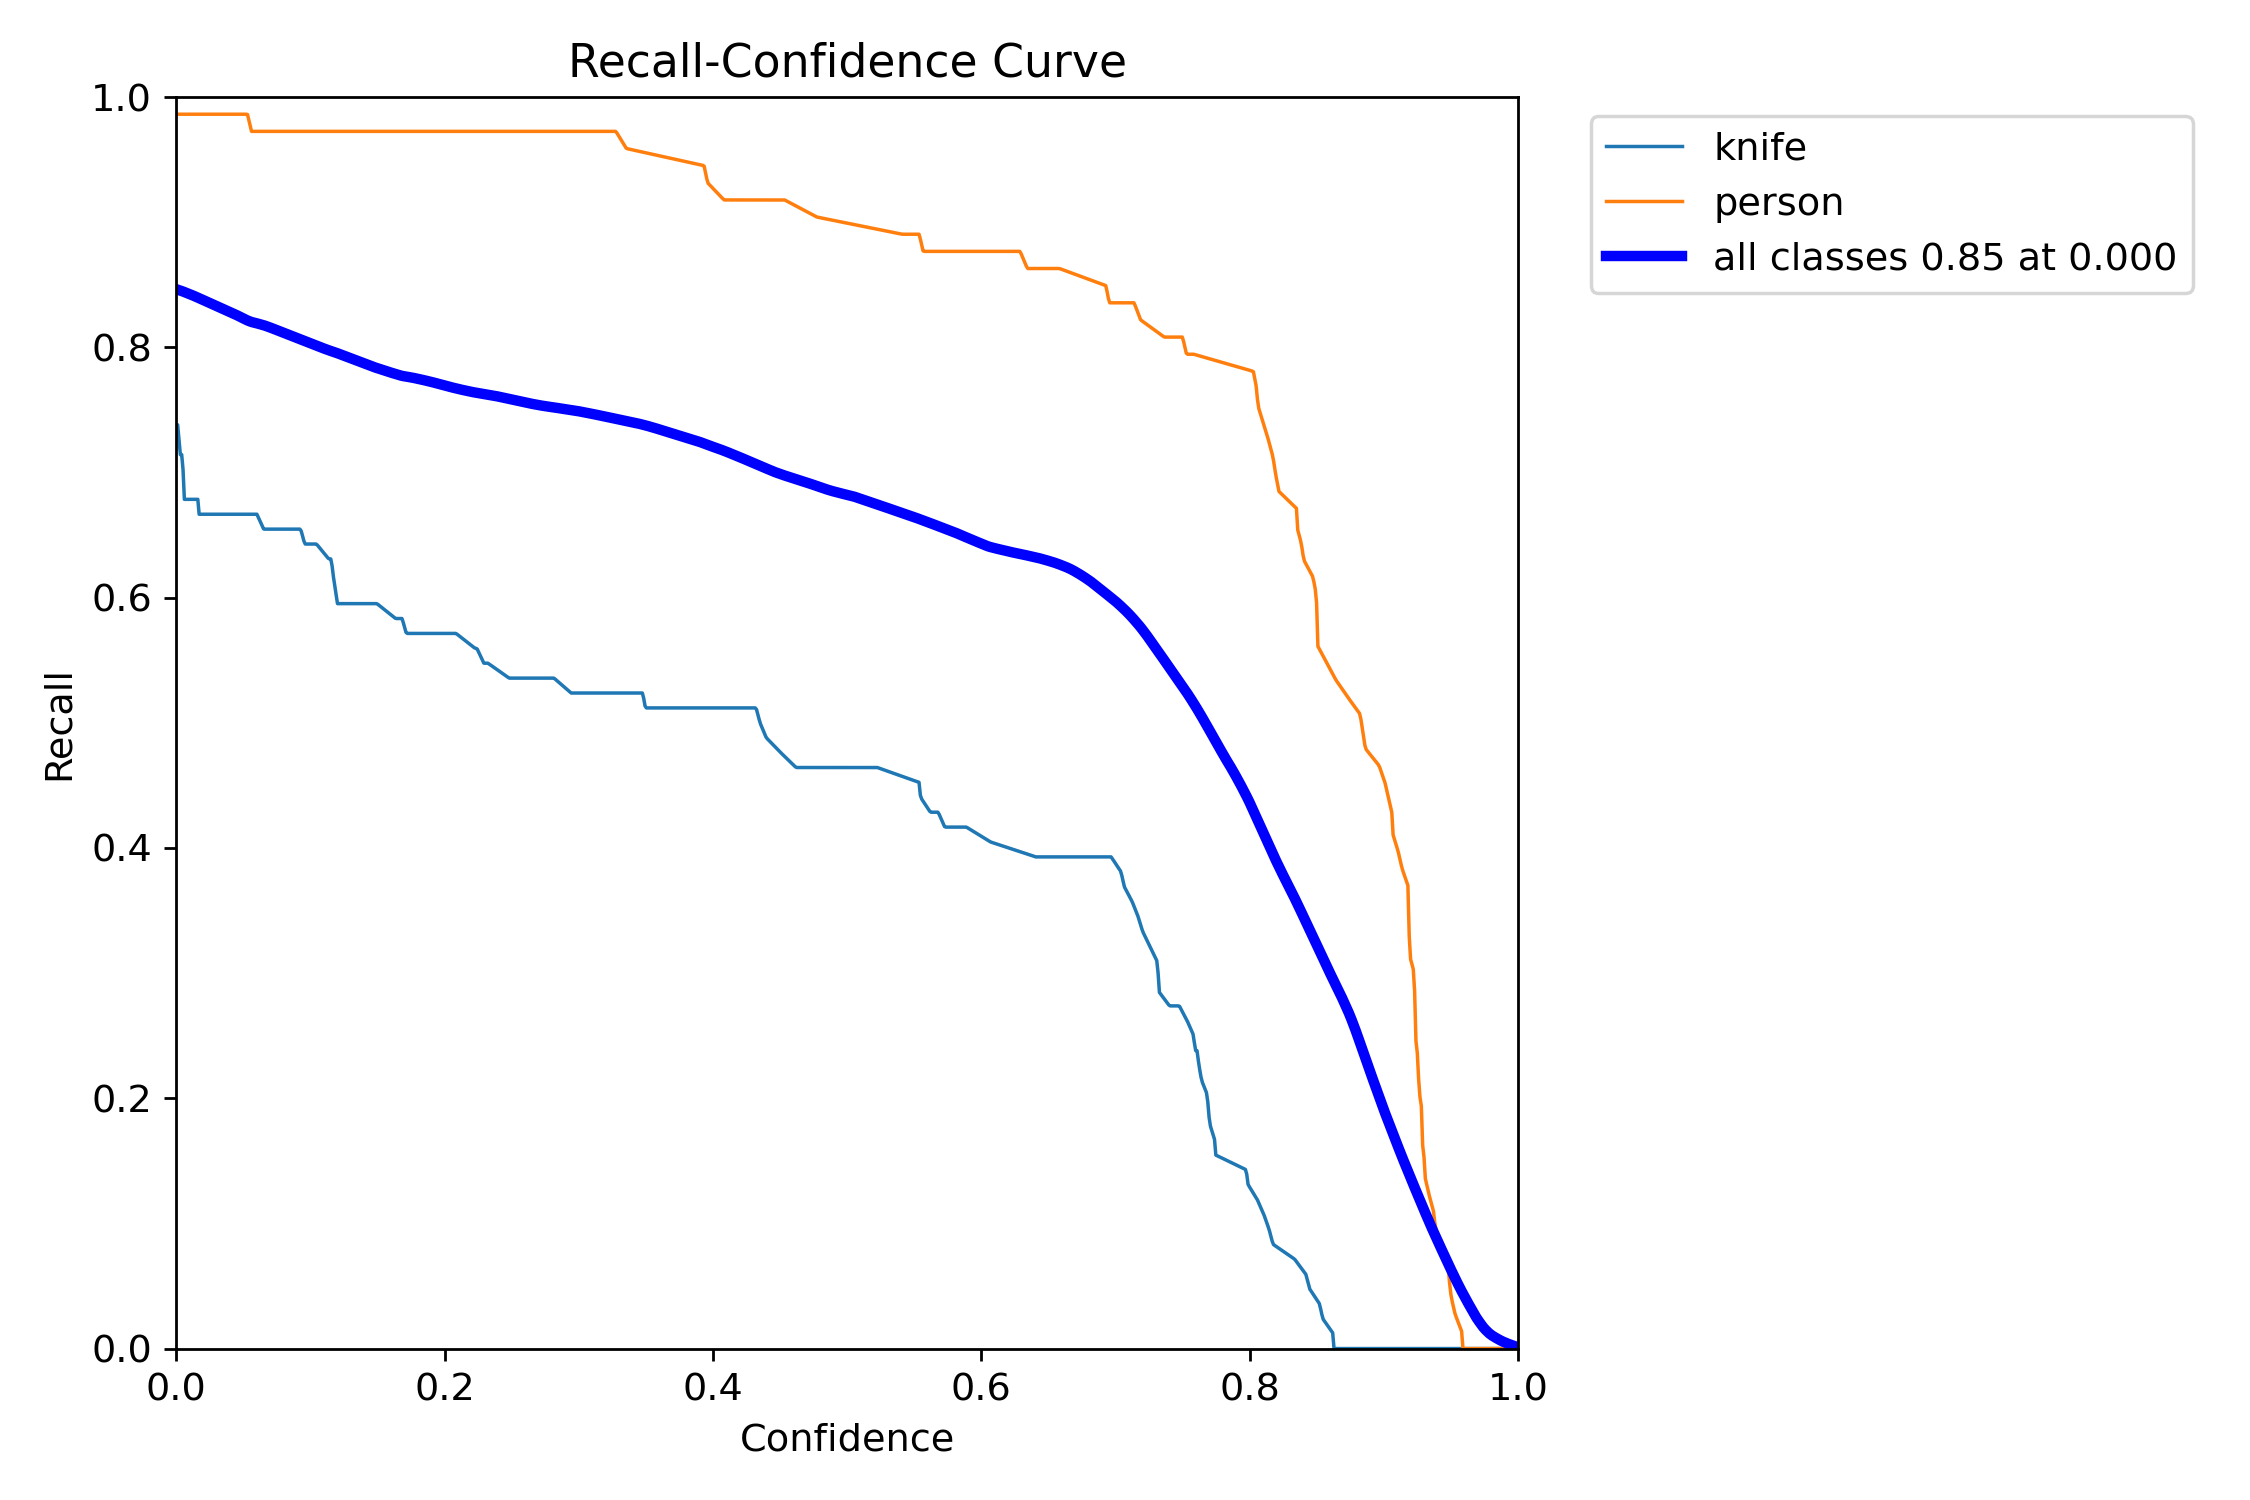 Recall-Confidence Curve
1.0
0.8
0.6
0.4
0.2
0.0
Recall
0.0 0.2 0.4 0.6 0.8 1.0
Confidence
knife
person
all classes 0.85 at 0.000